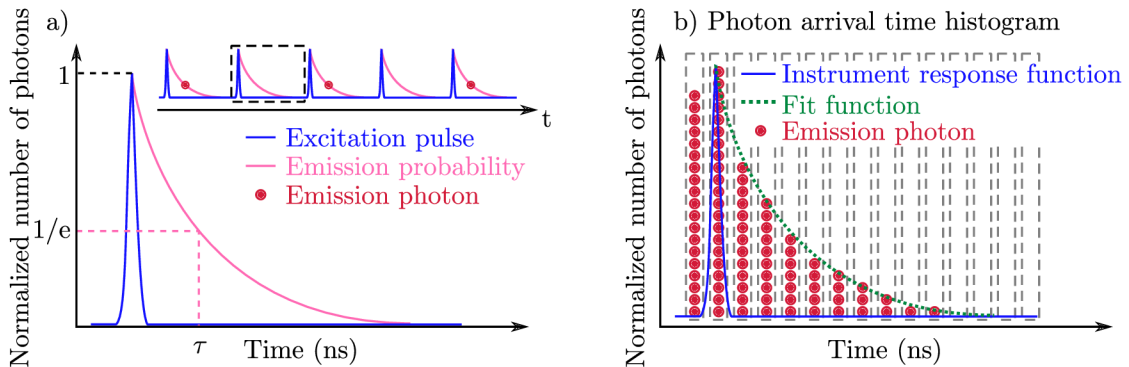 a)
Normalized number of photons
1
1/e
t
Excitation pulse
Emission probability
Emission photon
τ
Time (ns)
b) Photon arrival time histogram
Normalized number of photons
Instrument response function
Fit function
Emission photon
Time (ns)